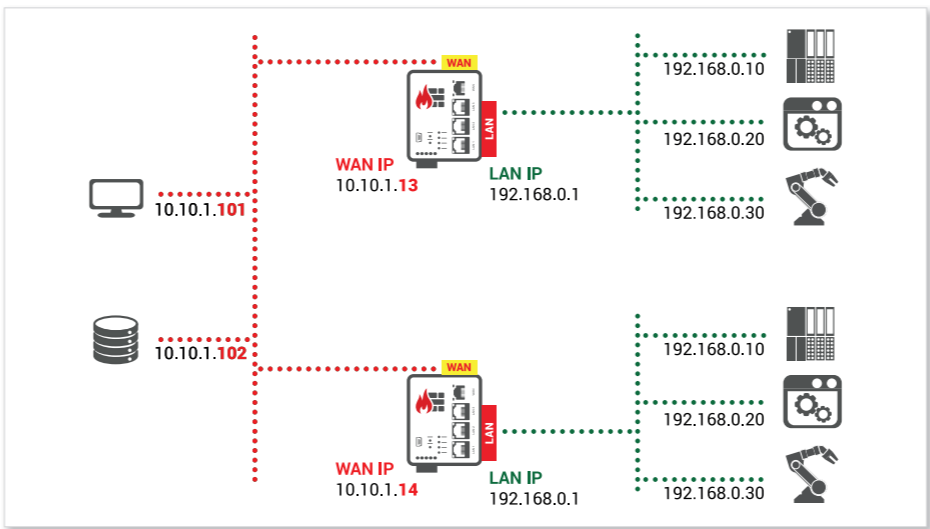 WAN
192.168.0.10
LAN
192.168.0.20
WAN IP
10.10.1.13
LAN IP
192.168.0.1
10.10.1.101
192.168.0.30
10.10.1.102
192.168.0.10
WAN
LAN
192.168.0.20
WAN IP
10.10.1.14
LAN IP
192.168.0.1
192.168.0.30